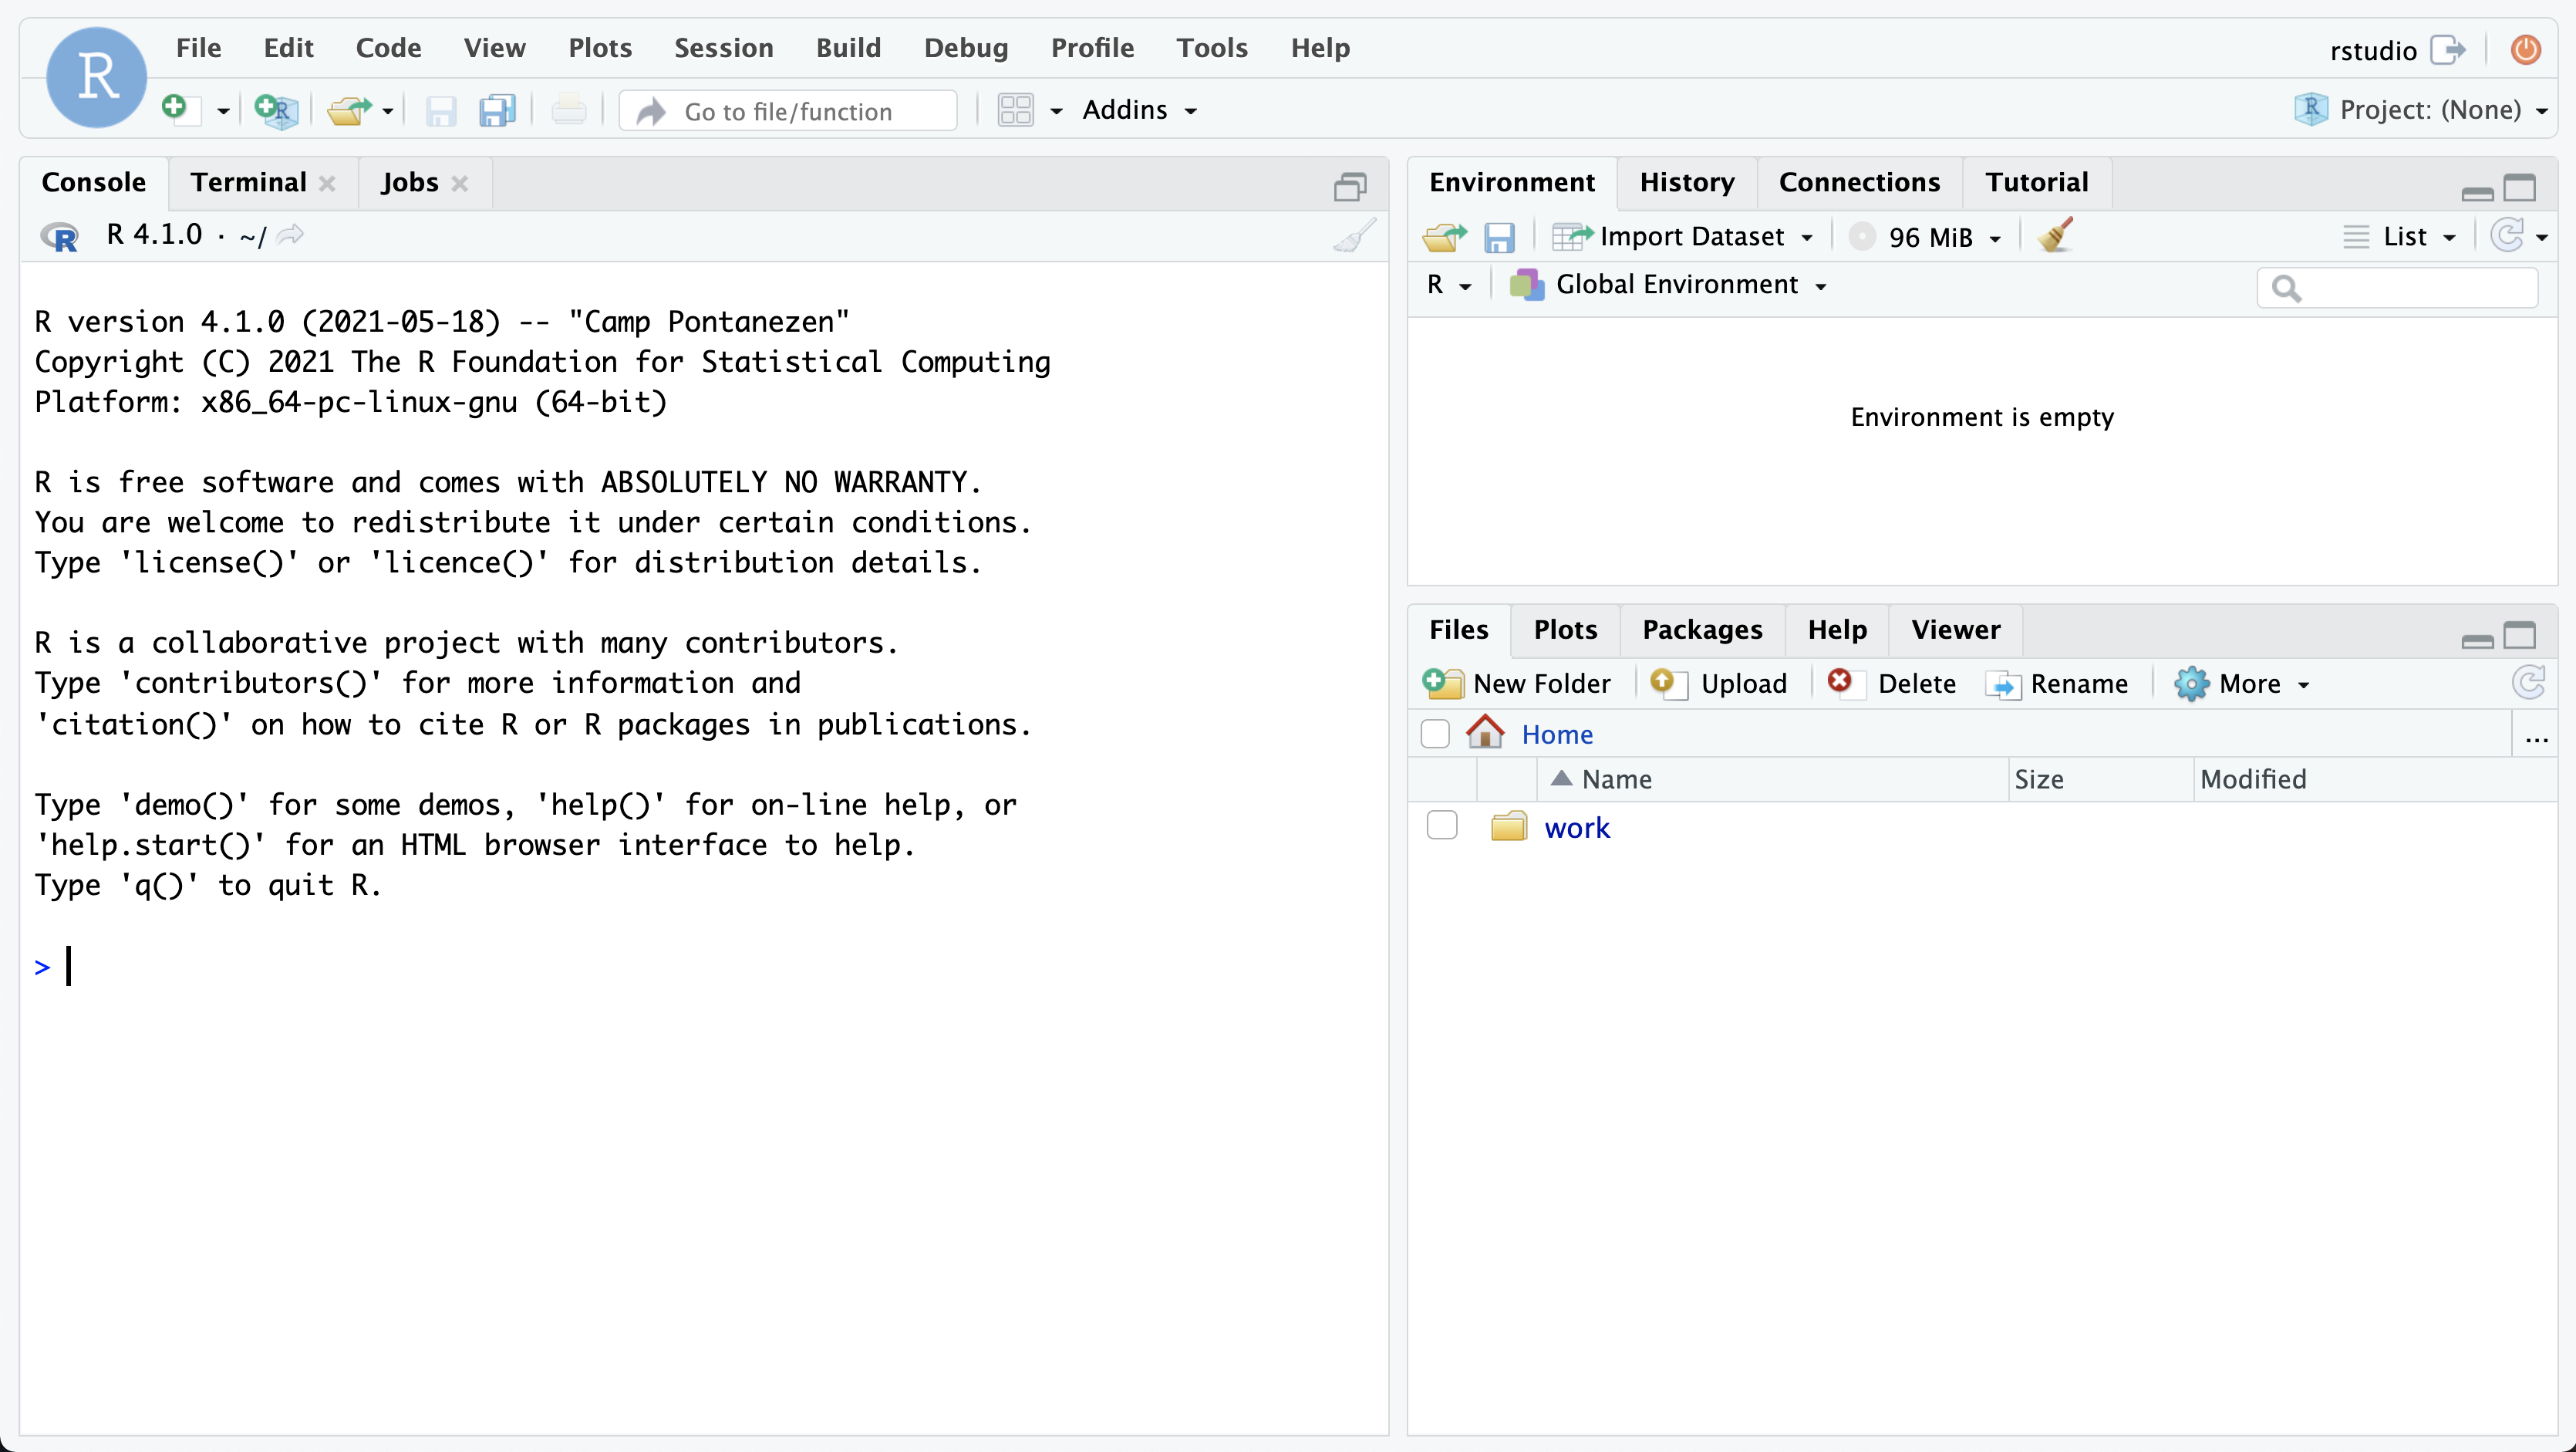 R File Edit Code View Plots Session Build Debug Profile Tools Help rstudio
R Go to file/function Addins R Project: (None)
Console Terminal Jobs
R R 4.1.0 · ~/
R version 4.1.0 (2021-05-18) -- "Camp Pontanezen"
Copyright (C) 2021 The R Foundation for Statistical Computing
Platform: x86_64-pc-linux-gnu (64-bit)
R is free software and comes with ABSOLUTELY NO WARRANTY.
You are welcome to redistribute it under certain conditions.
Type 'license()' or 'licence()' for distribution details.
R is a collaborative project with many contributors.
Type 'contributors()' for more information and
'citation()' on how to cite R or R packages in publications.
Type 'demo()' for some demos, 'help()' for on-line help, or
'help.start()' for an HTML browser interface to help.
Type 'q()' to quit R.
>
Environment History Connections Tutorial
Import Dataset 96 MiB List
R Global Environment
Environment is empty
Files Plots Packages Help Viewer
New Folder Upload Delete Rename More
Home ...
Name Size Modified
work